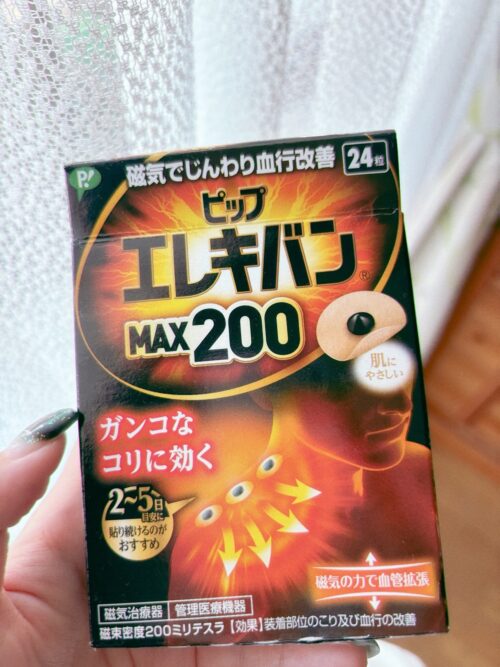 P!
磁気でじんわり血行改善 24粒
ピップ
エレキバン®
MAX200
肌に
やさしい
ガンコな
コリに効く
2~5日
目安に
貼り続けるのが
おすすめ
磁気の力で血管拡張
磁気治療器 管理医療機器
磁束密度200ミリテスラ 【効果】装着部位のこり及び血行の改善